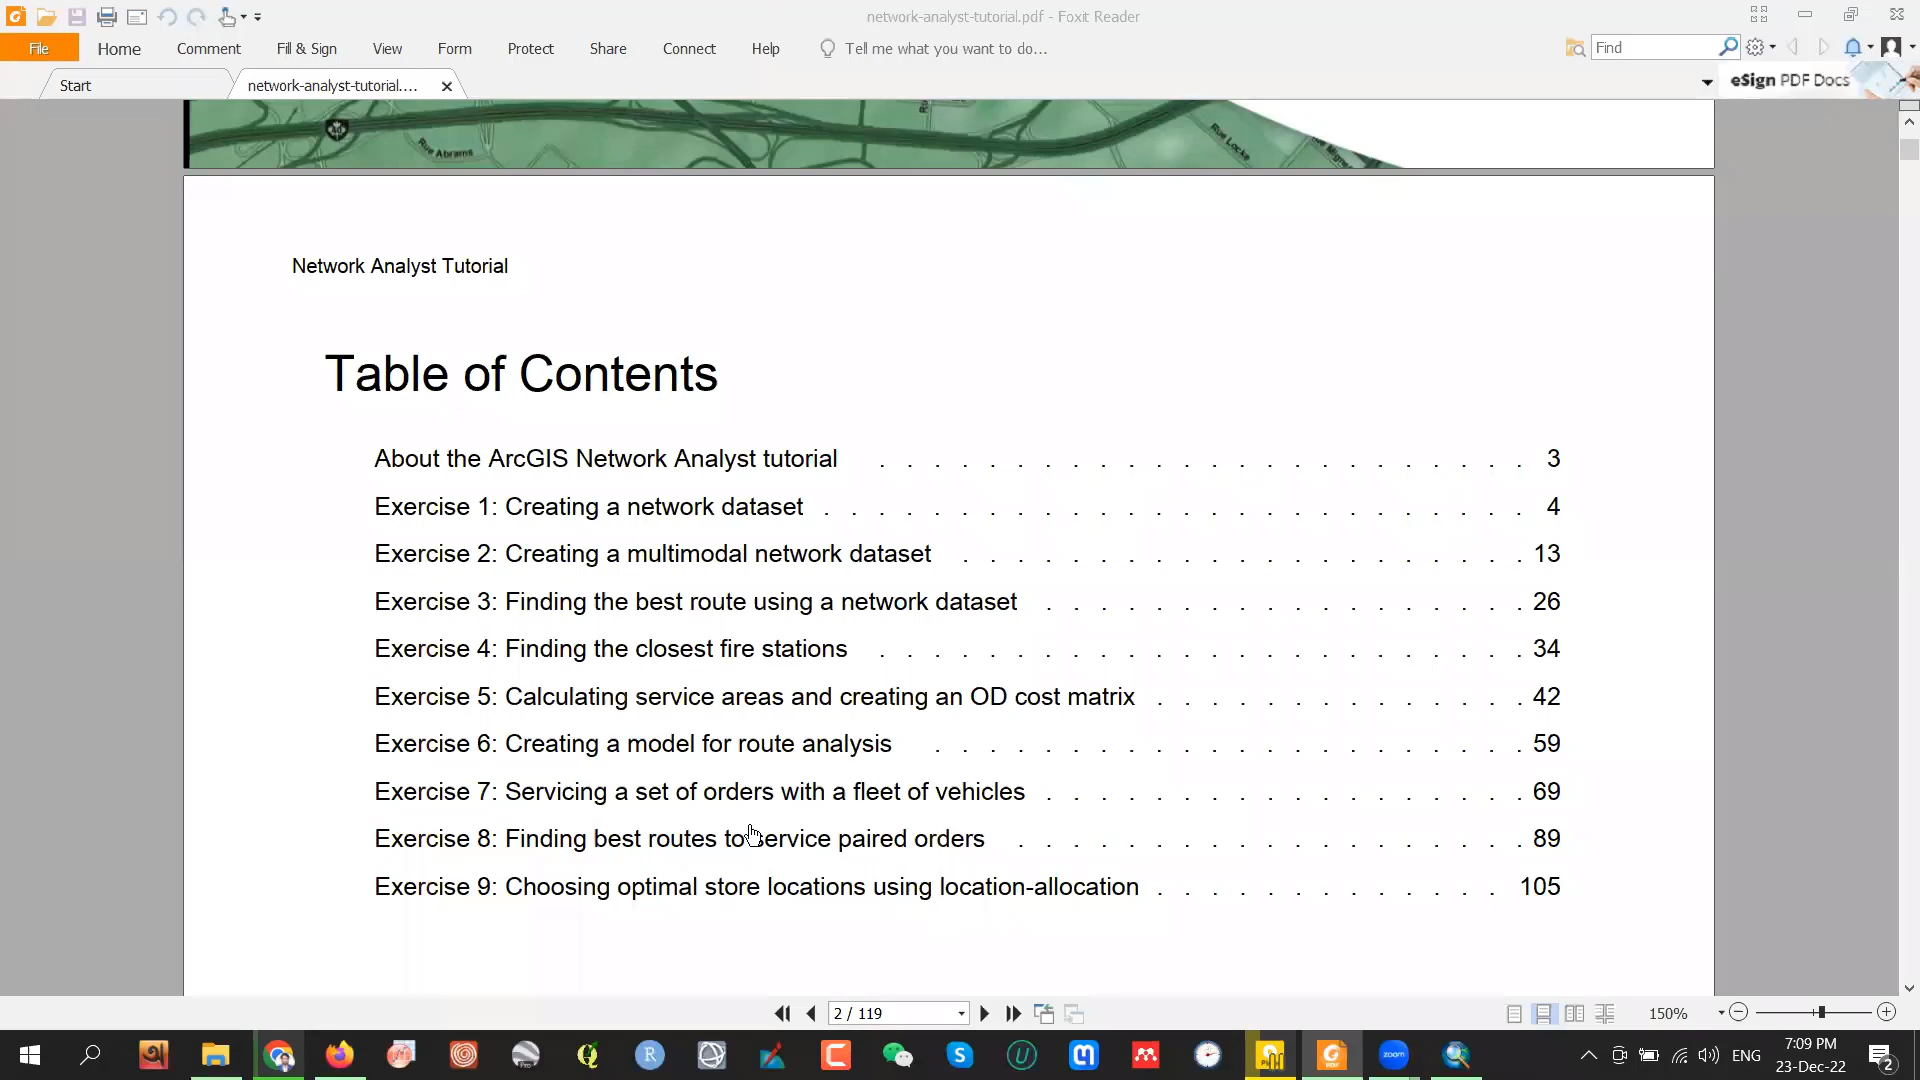 network-analyst-tutorial.pdf - Foxit Reader
File Home Comment Fill & Sign View Form Protect Share Connect Help Tell me what you want to do... Find
Start network-analyst-tutorial.... eSign PDF Docs
Rue Abrams Rue Locke
Network Analyst Tutorial
Table of Contents
About the ArcGIS Network Analyst tutorial . . . . . . . . . . . . . . . . . . . . . . . . 3
Exercise 1: Creating a network dataset . . . . . . . . . . . . . . . . . . . . . . . . . . 4
Exercise 2: Creating a multimodal network dataset . . . . . . . . . . . . . . . . . . . . . 13
Exercise 3: Finding the best route using a network dataset . . . . . . . . . . . . . . . . . . 26
Exercise 4: Finding the closest fire stations . . . . . . . . . . . . . . . . . . . . . . . . 34
Exercise 5: Calculating service areas and creating an OD cost matrix . . . . . . . . . . . . . . 42
Exercise 6: Creating a model for route analysis . . . . . . . . . . . . . . . . . . . . . . 59
Exercise 7: Servicing a set of orders with a fleet of vehicles . . . . . . . . . . . . . . . . . . 69
Exercise 8: Finding best routes to service paired orders . . . . . . . . . . . . . . . . . . . 89
Exercise 9: Choosing optimal store locations using location-allocation . . . . . . . . . . . . . 105
2 / 119 150%
zoom ENG 7:09 PM
23-Dec-22 2